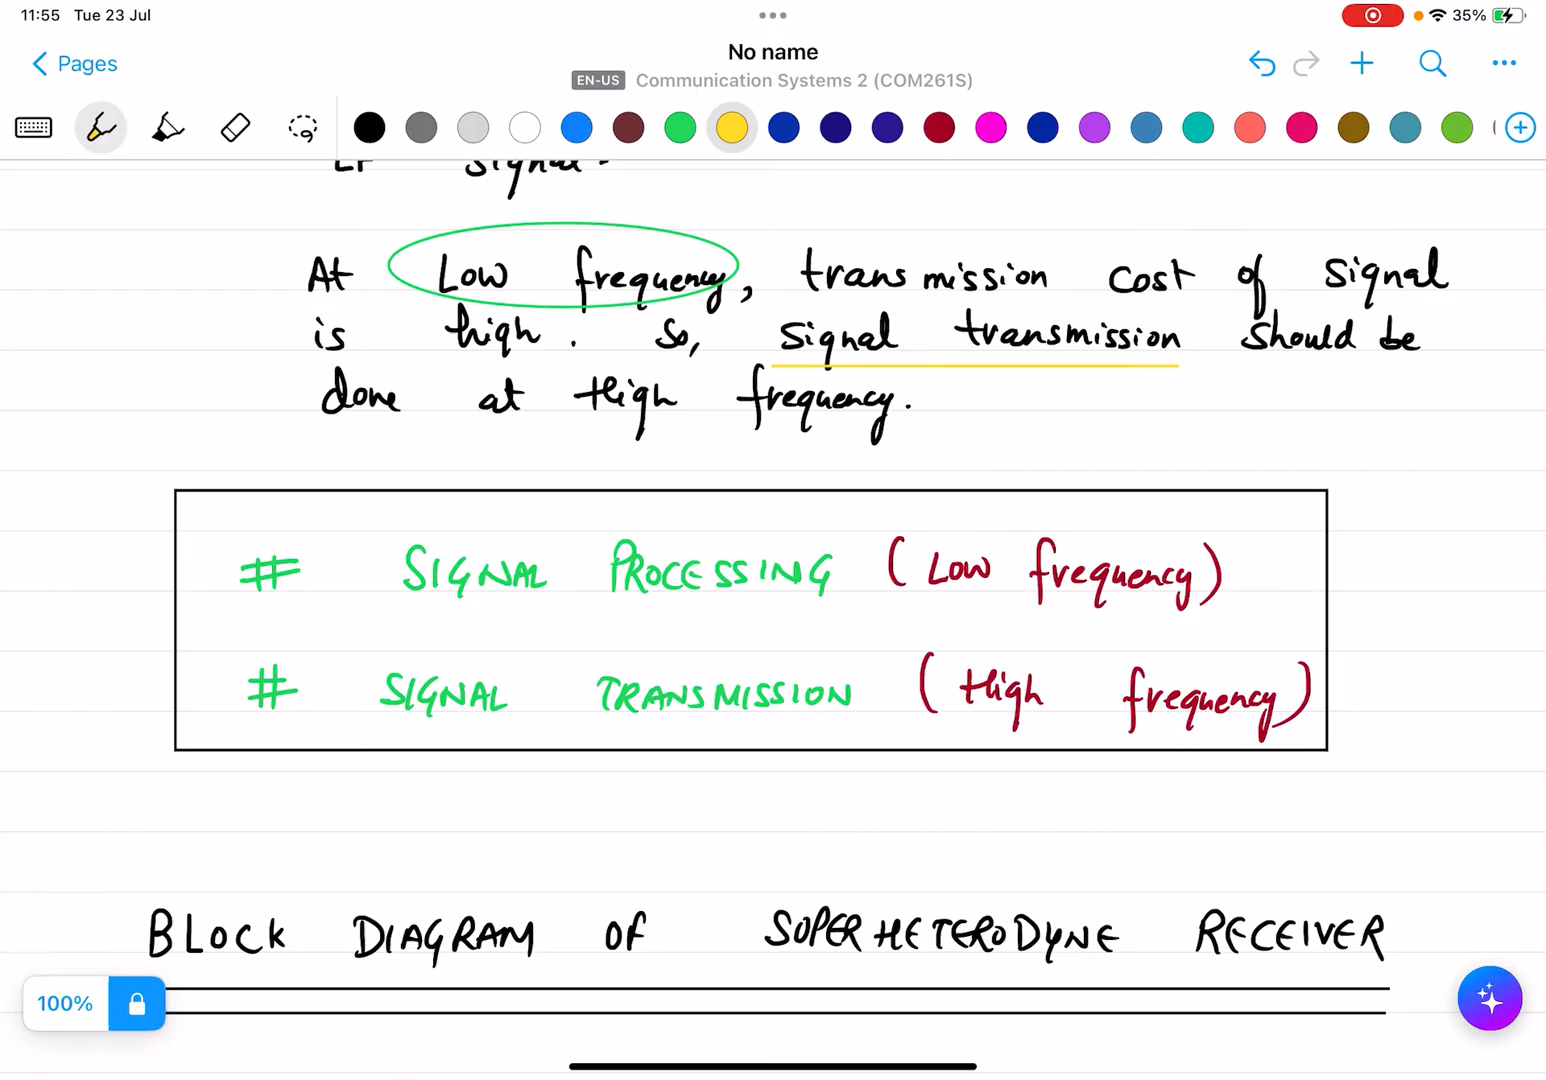 11:55 Tue 23 Jul
35%
Pages
No name
EN-US Communication Systems 2 (COM261S)
LF signal.
At Low frequency, transmission cost of signal
is high. So, signal transmission should be
done at High frequency.
# SIGNAL PROCESSING (Low frequency)
# SIGNAL TRANSMISSION (High frequency)
BLOCK DIAGRAM OF SUPERHETERODYNE RECEIVER
100%